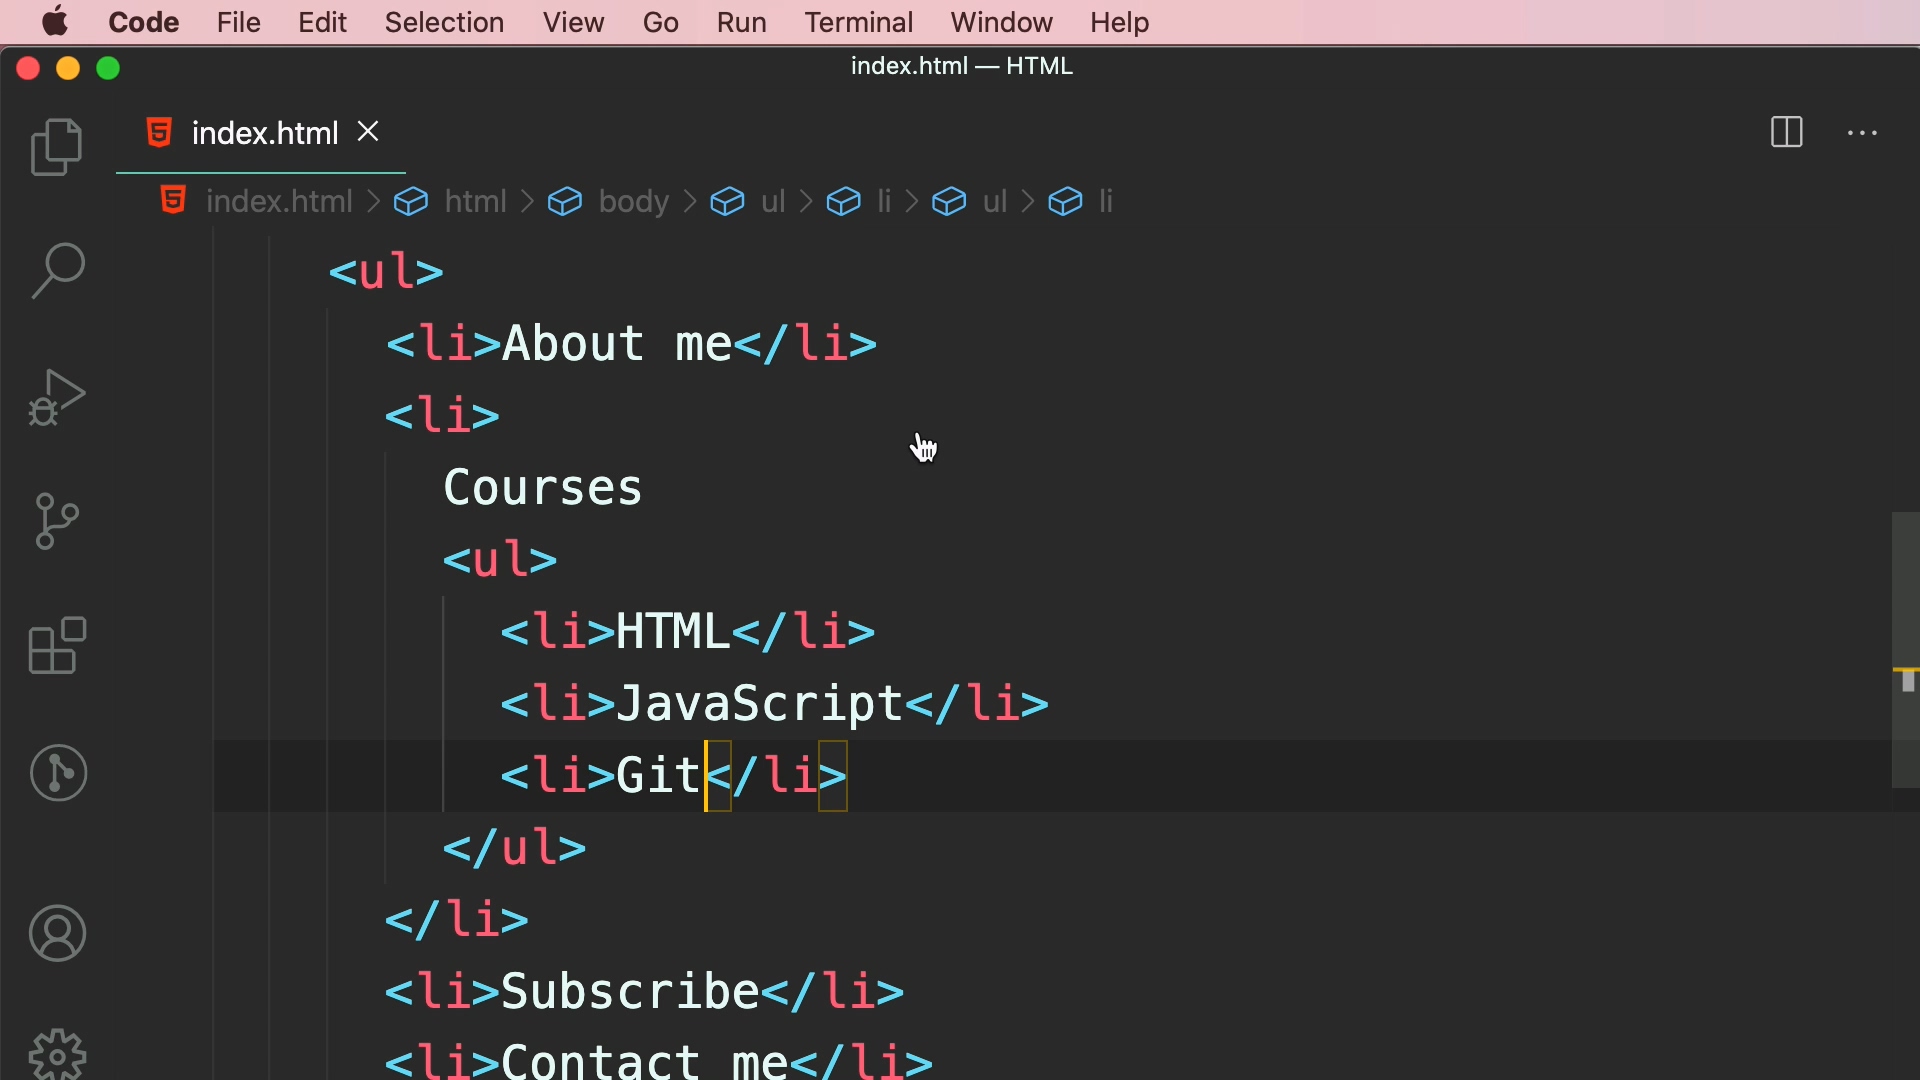 Code File Edit Selection View Go Run Terminal Window Help
index.html — HTML
index.html
index.html > html > body > ul > li > ul > li
<ul>
<li>About me</li>
<li>
Courses
<ul>
<li>HTML</li>
<li>JavaScript</li>
<li>Git</li>
</ul>
</li>
<li>Subscribe</li>
<li>Contact me</li>